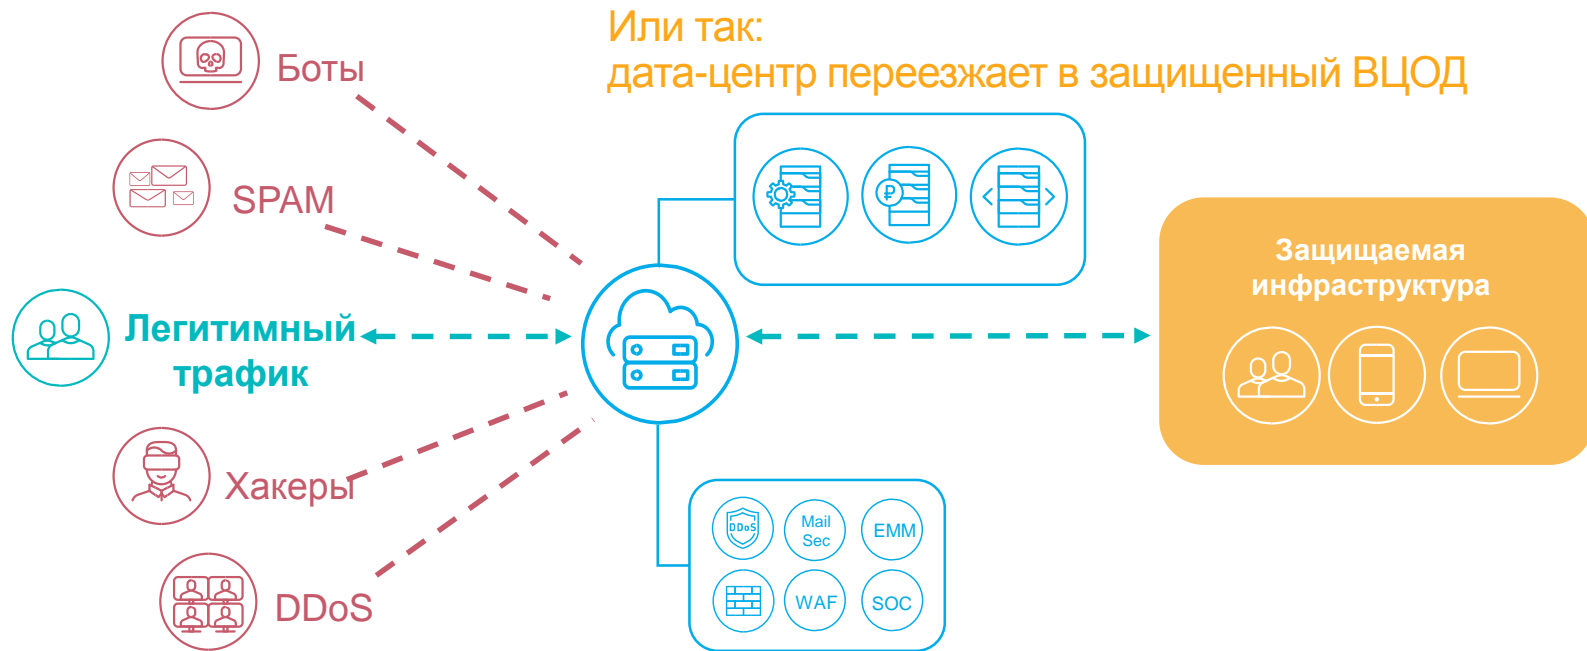 Или так:
дата-центр переезжает в защищенный ВЦОД
Боты
SPAM
Легитимный
трафик
Хакеры
DDoS
₽
DDoS
Mail
Sec
EMM
WAF
SOC
Защищаемая
инфраструктура